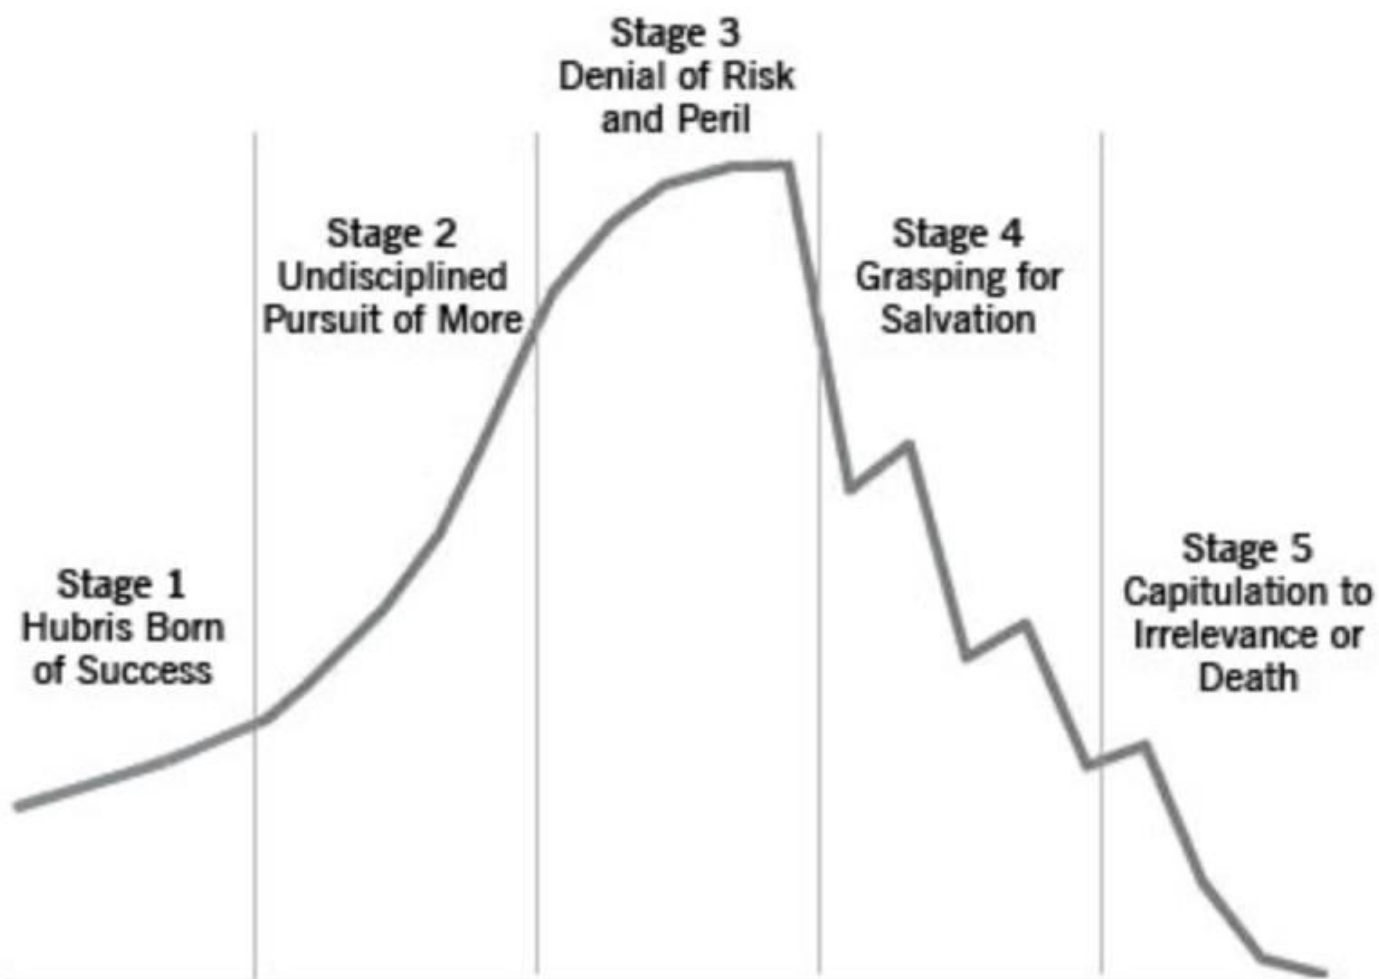 Stage 1
Hubris Born
of Success
Stage 2
Undisciplined
Pursuit of More
Stage 3
Denial of Risk
and Peril
Stage 4
Grasping for
Salvation
Stage 5
Capitulation to
Irrelevance or
Death